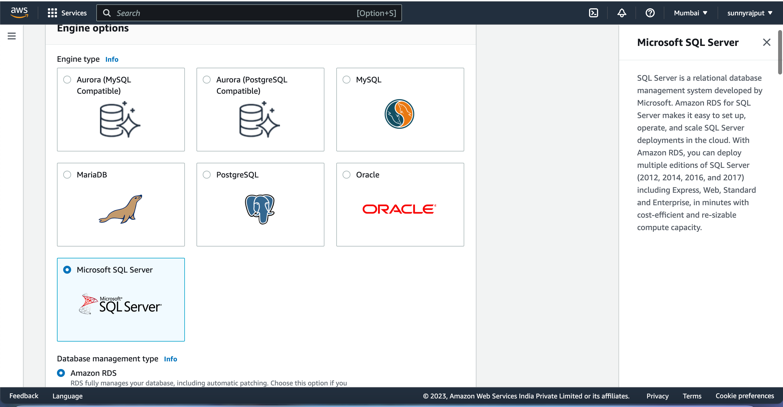 aws
Services
Search
[Option+S]
Mumbai
sunnyrajput
Engine options
Engine type Info
Aurora (MySQL
Compatible)
Aurora (PostgreSQL
Compatible)
MySQL
MariaDB
PostgreSQL
Oracle
ORACLE®
Microsoft SQL Server
Microsoft®
SQL Server®
Database management type Info
Amazon RDS
RDS fully manages your database, including automatic patching. Choose this option if you
Microsoft SQL Server
SQL Server is a relational database
management system developed by
Microsoft. Amazon RDS for SQL
Server makes it easy to set up,
operate, and scale SQL Server
deployments in the cloud. With
Amazon RDS, you can deploy
multiple editions of SQL Server
(2012, 2014, 2016, and 2017)
including Express, Web, Standard
and Enterprise, in minutes with
cost-efficient and re-sizable
compute capacity.
Feedback
Language
© 2023, Amazon Web Services India Private Limited or its affiliates.
Privacy
Terms
Cookie preferences